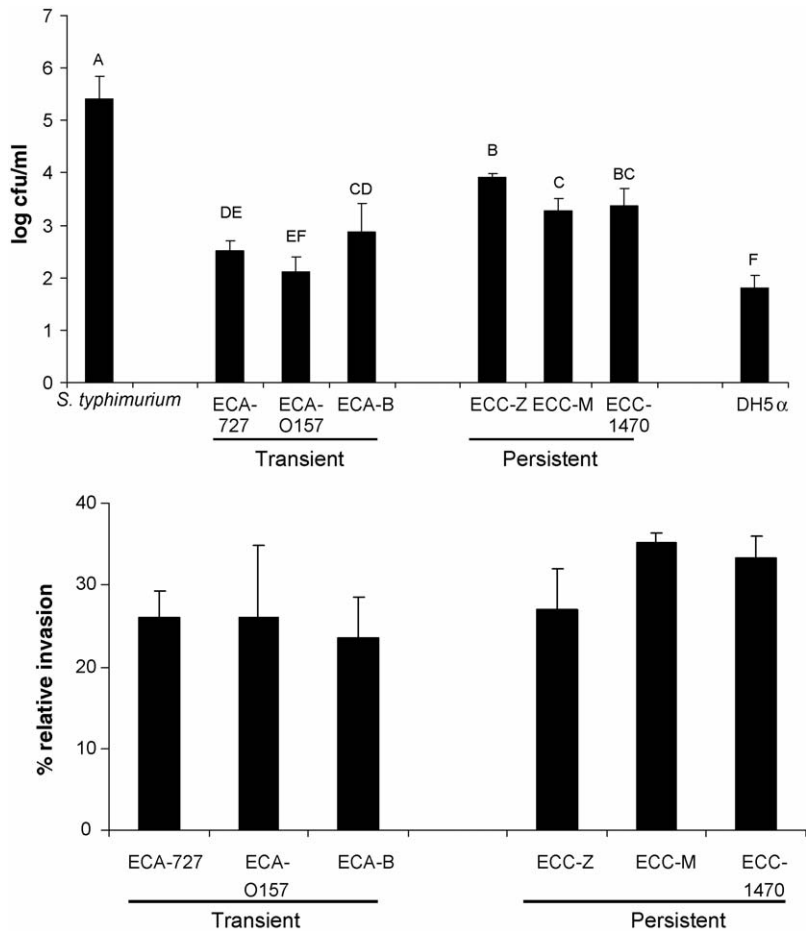 7
6
5
4
3
2
1
0
log cfu/ml
A
DE
EF
CD
B
C
BC
F
S. typhimurium
ECA-
727
ECA-
O157
ECA-B
ECC-Z
ECC-M
ECC-
1470
DH5α
Transient
Persistent
40
30
20
10
0
% relative invasion
ECA-727
ECA-
O157
ECA-B
ECC-Z
ECC-M
ECC-
1470
Transient
Persistent